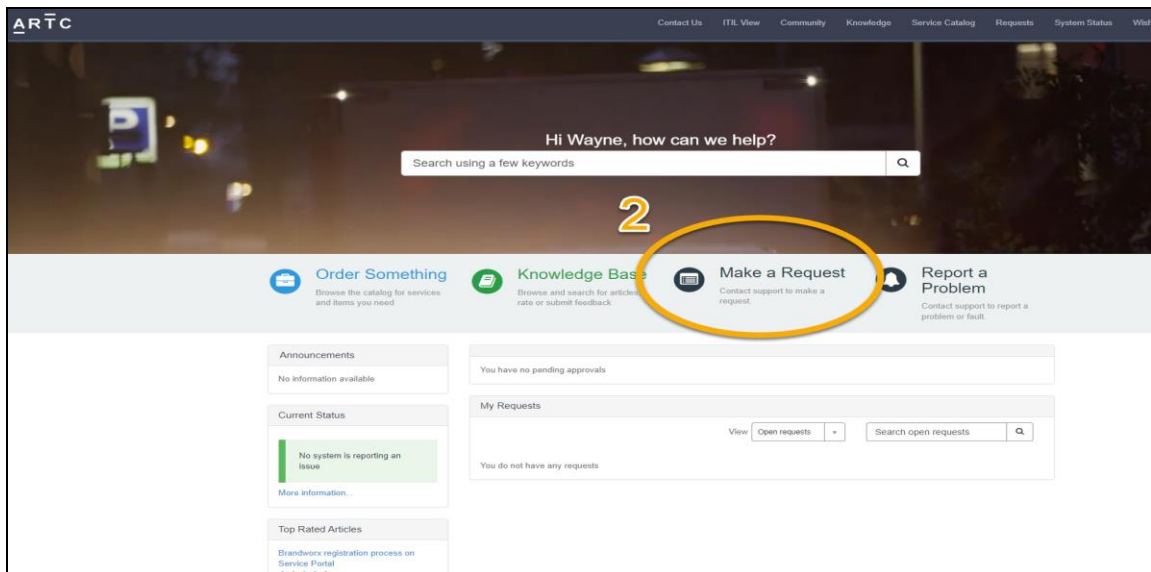 ARTC
Contact Us ITIL View Community Knowledge Service Catalog Requests System Status Wish
P
Hi Wayne, how can we help?
Search using a few keywords
2
Order Something
Browse the catalog for services
and items you need
Knowledge Base
Browse and search for articles,
rate or submit feedback
Make a Request
Contact support to make a
request.
Report a
Problem
Contact support to report a
problem or fault.
Announcements
No information available
You have no pending approvals
Current Status
No system is reporting an
issue
More information...
My Requests
View Open requests Search open requests
You do not have any requests
Top Rated Articles
Brandworx registration process on
Service Portal